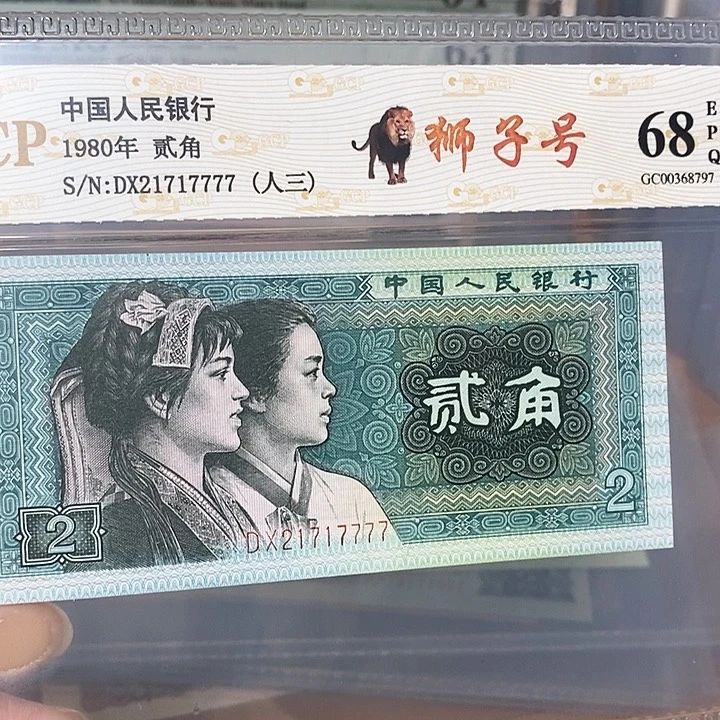 CP
中国人民银行
1980年 贰角
S/N:DX21717777 (人三)
狮子号
68
E
P
Q
GC00368797
中国人民银行
贰角
2
2
DX21717777